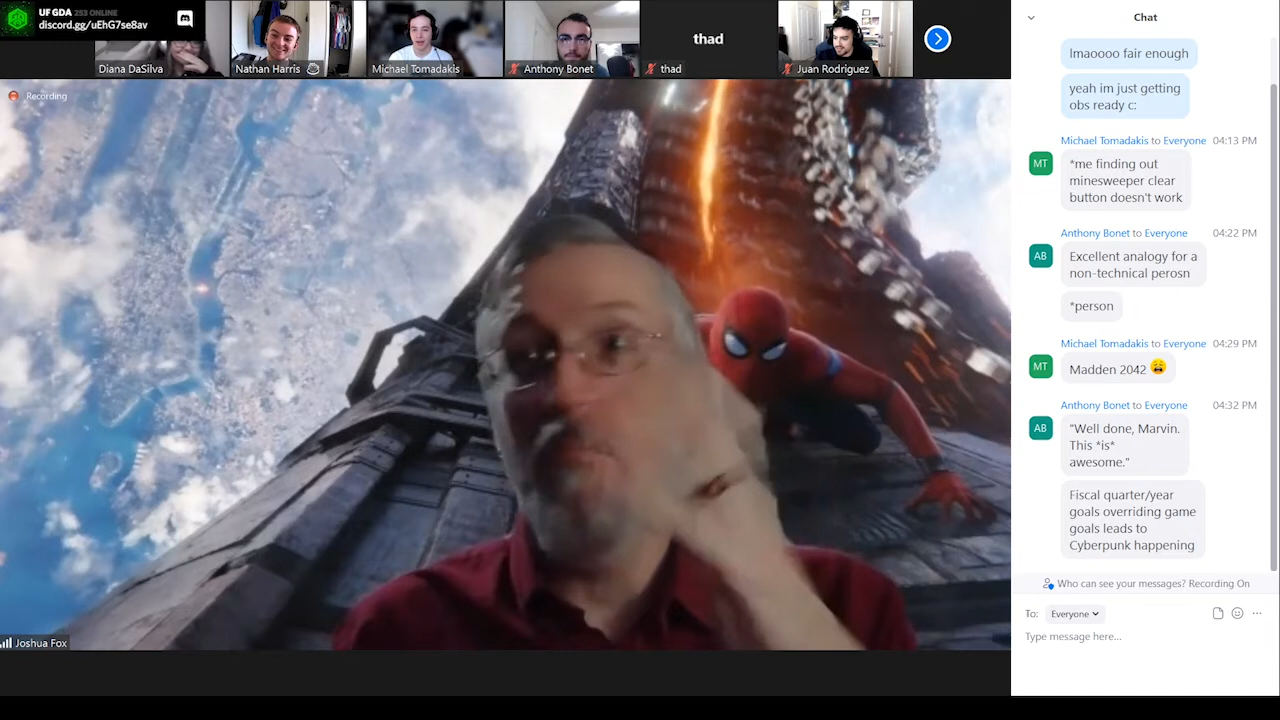 UF GDA 253 ONLINE
discord.gg/uEhG7se8av
Diana DaSilva
Nathan Harris
Michael Tomadakis
Anthony Bonet
thad
thad
Juan Rodriguez
Recording
Joshua Fox
Chat
lmaoooo fair enough
yeah im just getting
obs ready c:
Michael Tomadakis to Everyone 04:13 PM
MT
*me finding out
minesweeper clear
button doesn't work
Anthony Bonet to Everyone 04:22 PM
AB
Excellent analogy for a
non-technical perosn
*person
Michael Tomadakis to Everyone 04:29 PM
MT
Madden 2042 😩
Anthony Bonet to Everyone 04:32 PM
AB
"Well done, Marvin.
This *is*
awesome."
Fiscal quarter/year
goals overriding game
goals leads to
Cyberpunk happening
Who can see your messages? Recording On
To: Everyone
Type message here...